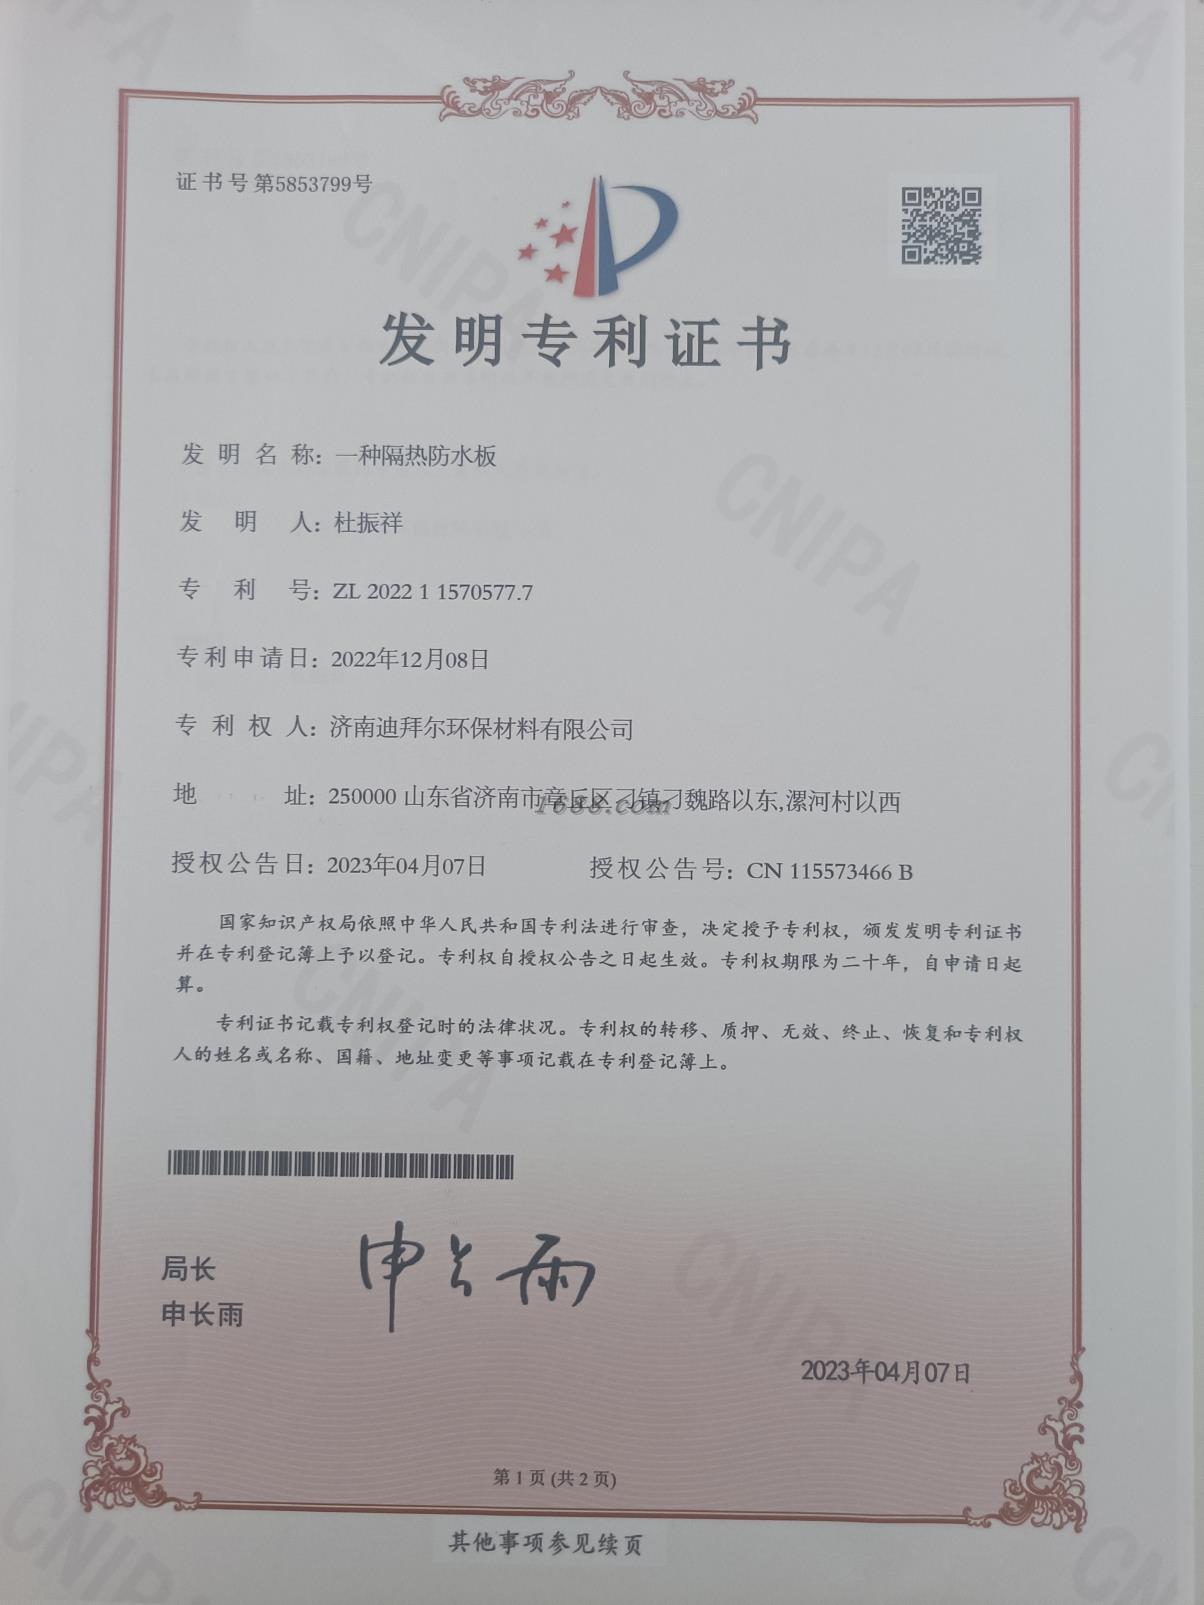 证书号第5853799号
发明专利证书
发明名称：一种隔热防水板
发明人：杜振祥
专利号：ZL 2022 1 1570577.7
专利申请日：2022年12月08日
专利权人：济南迪拜尔环保材料有限公司
地址：250000 山东省济南市章丘区刁镇刁魏路以东,漯河村以西
1688.com
授权公告日：2023年04月07日 授权公告号：CN 115573466 B
国家知识产权局依照中华人民共和国专利法进行审查，决定授予专利权，颁发发明专利证书
并在专利登记簿上予以登记。专利权自授权公告之日起生效。专利权期限为二十年，自申请日起
算。
专利证书记载专利权登记时的法律状况。专利权的转移、质押、无效、终止、恢复和专利权
人的姓名或名称、国籍、地址变更等事项记载在专利登记簿上。
局长
申长雨
申长雨
2023年04月07日
第 1 页 (共 2 页)
其他事项参见续页
CNIPA
CNIPA
CNIPA
CNIPA
CNIPA
CNIPA